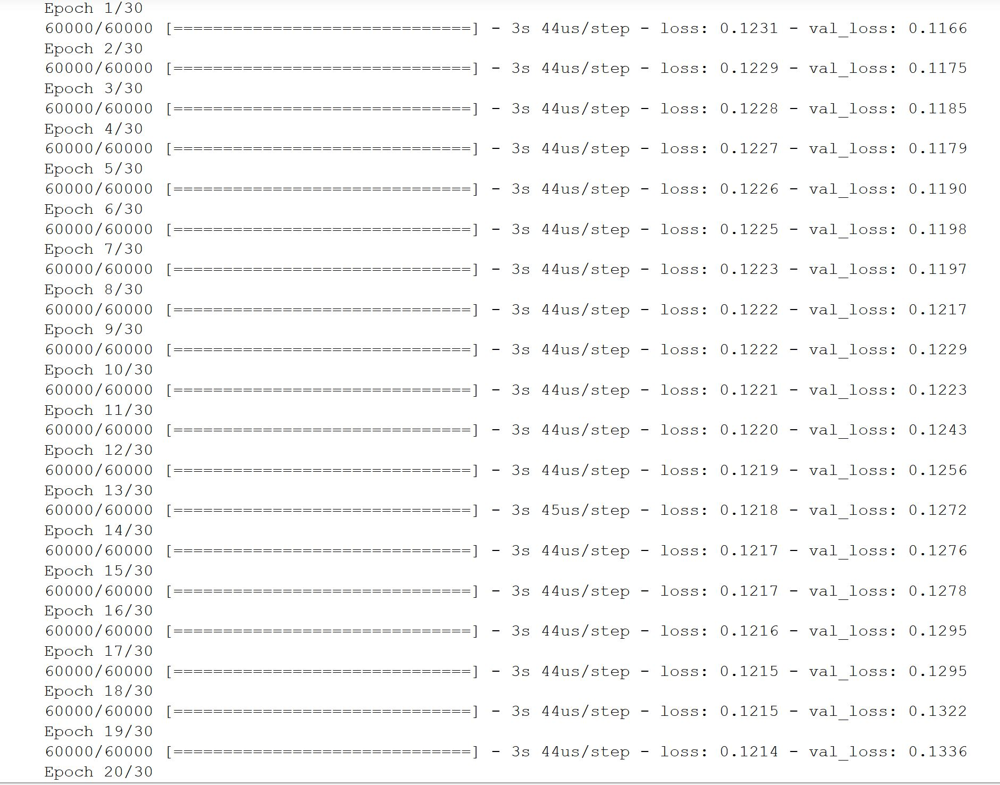 Epoch 1/30
60000/60000 [==============================] - 3s 44us/step - loss: 0.1231 - val_loss: 0.1166
Epoch 2/30
60000/60000 [==============================] - 3s 44us/step - loss: 0.1229 - val_loss: 0.1175
Epoch 3/30
60000/60000 [==============================] - 3s 44us/step - loss: 0.1228 - val_loss: 0.1185
Epoch 4/30
60000/60000 [==============================] - 3s 44us/step - loss: 0.1227 - val_loss: 0.1179
Epoch 5/30
60000/60000 [==============================] - 3s 44us/step - loss: 0.1226 - val_loss: 0.1190
Epoch 6/30
60000/60000 [==============================] - 3s 44us/step - loss: 0.1225 - val_loss: 0.1198
Epoch 7/30
60000/60000 [==============================] - 3s 44us/step - loss: 0.1223 - val_loss: 0.1197
Epoch 8/30
60000/60000 [==============================] - 3s 44us/step - loss: 0.1222 - val_loss: 0.1217
Epoch 9/30
60000/60000 [==============================] - 3s 44us/step - loss: 0.1222 - val_loss: 0.1229
Epoch 10/30
60000/60000 [==============================] - 3s 44us/step - loss: 0.1221 - val_loss: 0.1223
Epoch 11/30
60000/60000 [==============================] - 3s 44us/step - loss: 0.1220 - val_loss: 0.1243
Epoch 12/30
60000/60000 [==============================] - 3s 44us/step - loss: 0.1219 - val_loss: 0.1256
Epoch 13/30
60000/60000 [==============================] - 3s 45us/step - loss: 0.1218 - val_loss: 0.1272
Epoch 14/30
60000/60000 [==============================] - 3s 44us/step - loss: 0.1217 - val_loss: 0.1276
Epoch 15/30
60000/60000 [==============================] - 3s 44us/step - loss: 0.1217 - val_loss: 0.1278
Epoch 16/30
60000/60000 [==============================] - 3s 44us/step - loss: 0.1216 - val_loss: 0.1295
Epoch 17/30
60000/60000 [==============================] - 3s 44us/step - loss: 0.1215 - val_loss: 0.1295
Epoch 18/30
60000/60000 [==============================] - 3s 44us/step - loss: 0.1215 - val_loss: 0.1322
Epoch 19/30
60000/60000 [==============================] - 3s 44us/step - loss: 0.1214 - val_loss: 0.1336
Epoch 20/30